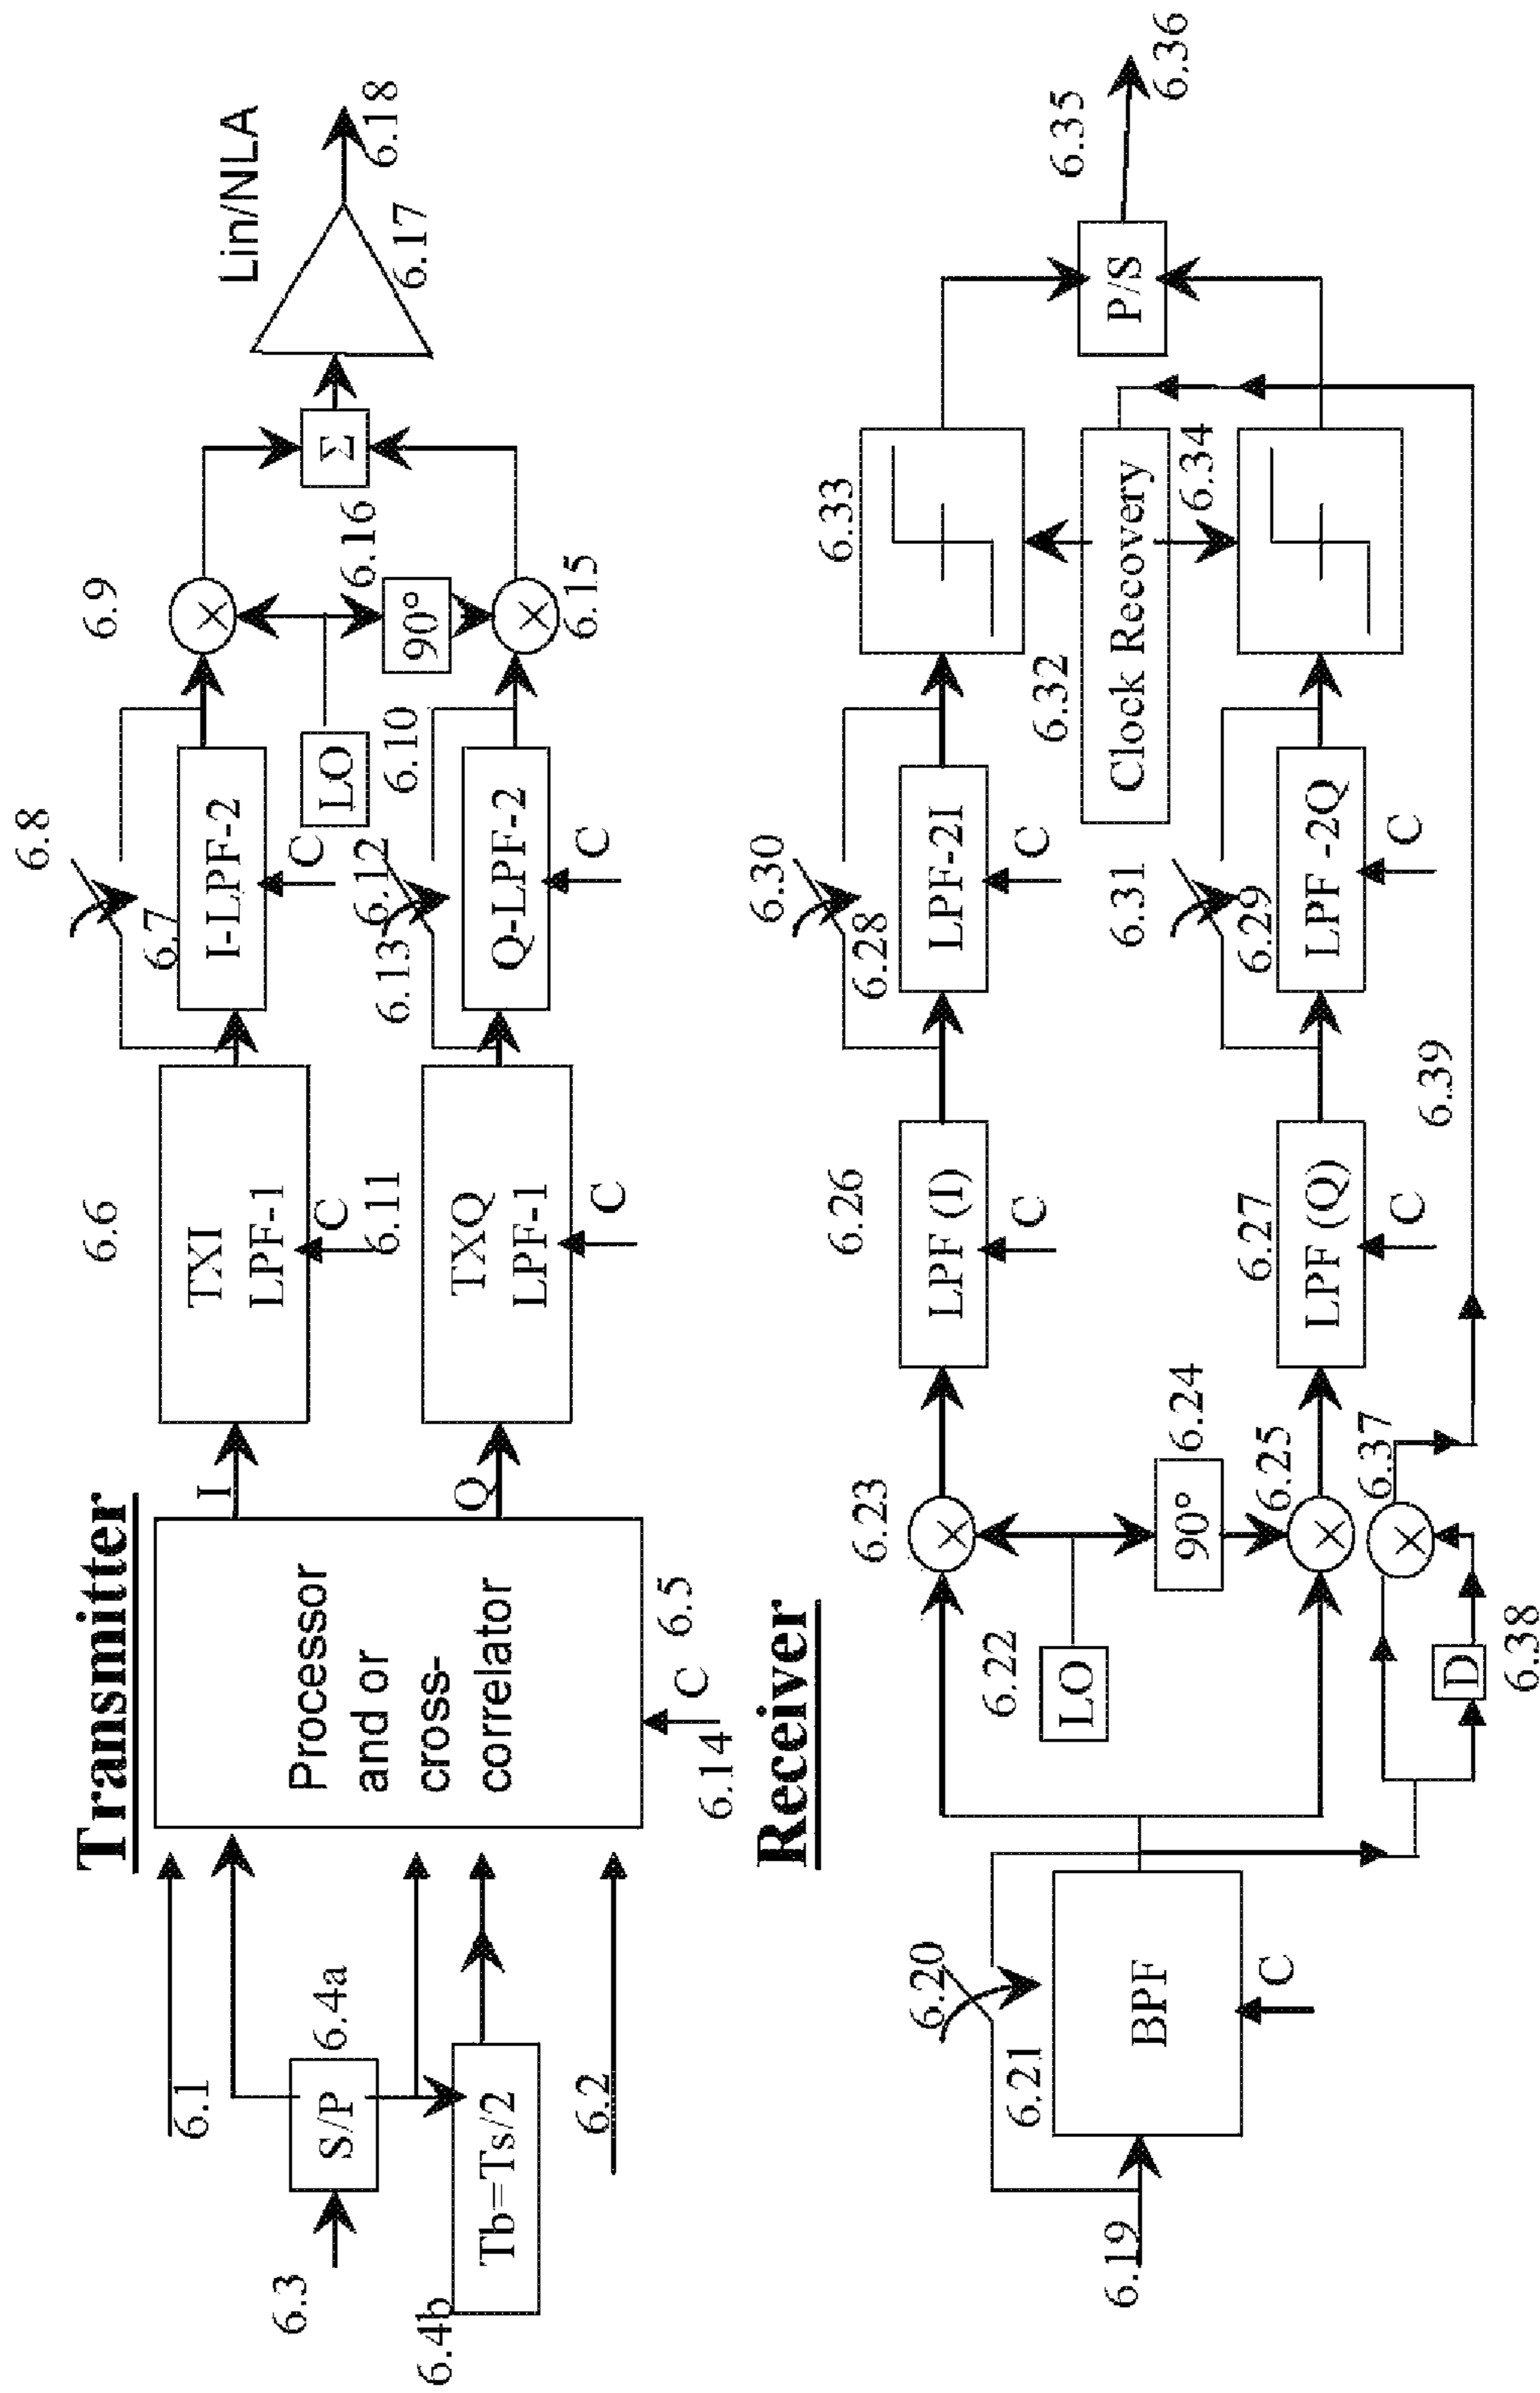 Transmitter
6.1
6.3
S/P
6.4a
6.4b
Tb=Ts/2
6.2
Processor
and or
cross-
correlator
6.14
C
6.5
I
Q
6.6
TXI
LPF-1
C
6.11
TXQ
LPF-1
C
6.8
6.7
I-LPF-2
C
LO
6.10
6.12
6.13
Q-LPF-2
C
6.9
6.16
90°
6.15
Σ
Lin/NLA
6.17
6.18
Receiver
6.19
6.20
6.21
BPF
C
6.22
LO
6.23
6.24
90°
6.25
6.37
D
6.38
6.39
6.26
LPF (I)
C
6.27
LPF (Q)
C
6.30
6.28
LPF-2I
C
6.31
6.29
LPF -2Q
C
6.32
Clock Recovery
6.33
6.34
P/S
6.35
6.36